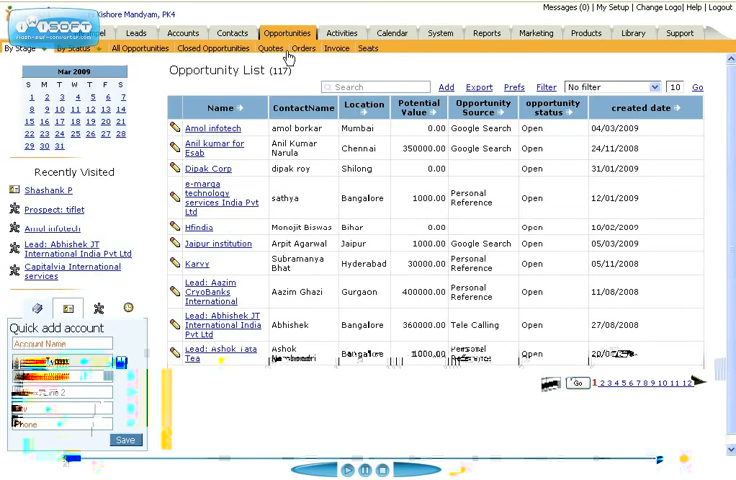 Kishore Mandyam, PK4
Messages (0) | My Setup | Change Logo| Help | Logout
Leads Accounts Contacts Opportunities Activities Calendar System Reports Marketing Products Library Support
By Stage By Status All Opportunities Closed Opportunities Quotes Orders Invoice Seats
Mar 2009
S M T W T F S
1 2 3 4 5 6 7
8 9 10 11 12 13 14
15 16 17 18 19 20 21
22 23 24 25 26 27 28
29 30 31
Recently Visited
Shashank P
Prospect: tiflet
Amol infotech
Lead: Abhishek JT
International India Pvt Ltd
Capitalvia International
services
Quick add account
Account Name
Line 2
Phone
Save
Opportunity List (117)
Search Add Export Prefs Filter No filter 10 Go
Name ContactName Location Potential Value Opportunity Source opportunity status created date
Amol infotech amol borkar Mumbai 0.00 Google Search Open 04/03/2009
Anil kumar for Esab Anil Kumar Narula Chennai 350000.00 Google Search Open 24/11/2008
Dipak Corp dipak roy Shilong 0.00 Open 31/01/2009
e-marga technology services India Pvt Ltd sathya Bangalore 1000.00 Personal Reference Open 12/01/2009
Hfindia Monojit Biswas Bihar 0.00 Open 10/02/2009
Jaipur institution Arpit Agarwal Jaipur 1000.00 Google Search Open 05/03/2009
Karvy Subramanya Bhat Hyderabad 30000.00 Personal Reference Open 05/11/2008
Lead: Aazim CryoBanks International Aazim Ghazi Gurgaon 400000.00 Personal Reference Open 11/08/2008
Lead: Abhishek JT International India Pvt Ltd Abhishek Bangalore 360000.00 Tele Calling Open 27/08/2008
Lead: Ashok Tata Tea Ashok Bangalore 1000.00 Personal Open
Go 1 2 3 4 5 6 7 8 9 10 11 12